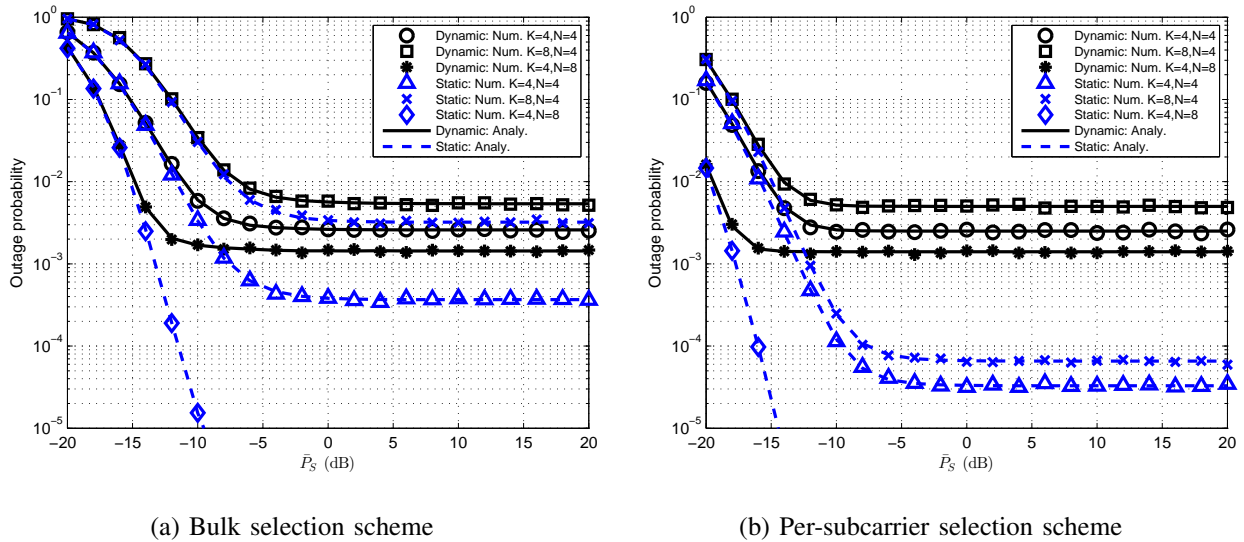 10^0
10^-1
10^-2
10^-3
10^-4
10^-5
Outage probability
−20 −15 −10 −5 0 5 10 15 20
P̄_S (dB)
Dynamic: Num. K=4,N=4
Dynamic: Num. K=8,N=4
Dynamic: Num. K=4,N=8
Static: Num. K=4,N=4
Static: Num. K=8,N=4
Static: Num. K=4,N=8
Dynamic: Analy.
Static: Analy.
(a) Bulk selection scheme
10^0
10^-1
10^-2
10^-3
10^-4
10^-5
Outage probability
−20 −15 −10 −5 0 5 10 15 20
P̄_S (dB)
Dynamic: Num. K=4,N=4
Dynamic: Num. K=8,N=4
Dynamic: Num. K=4,N=8
Static: Num. K=4,N=4
Static: Num. K=8,N=4
Static: Num. K=4,N=8
Dynamic: Analy.
Static: Analy.
(b) Per-subcarrier selection scheme